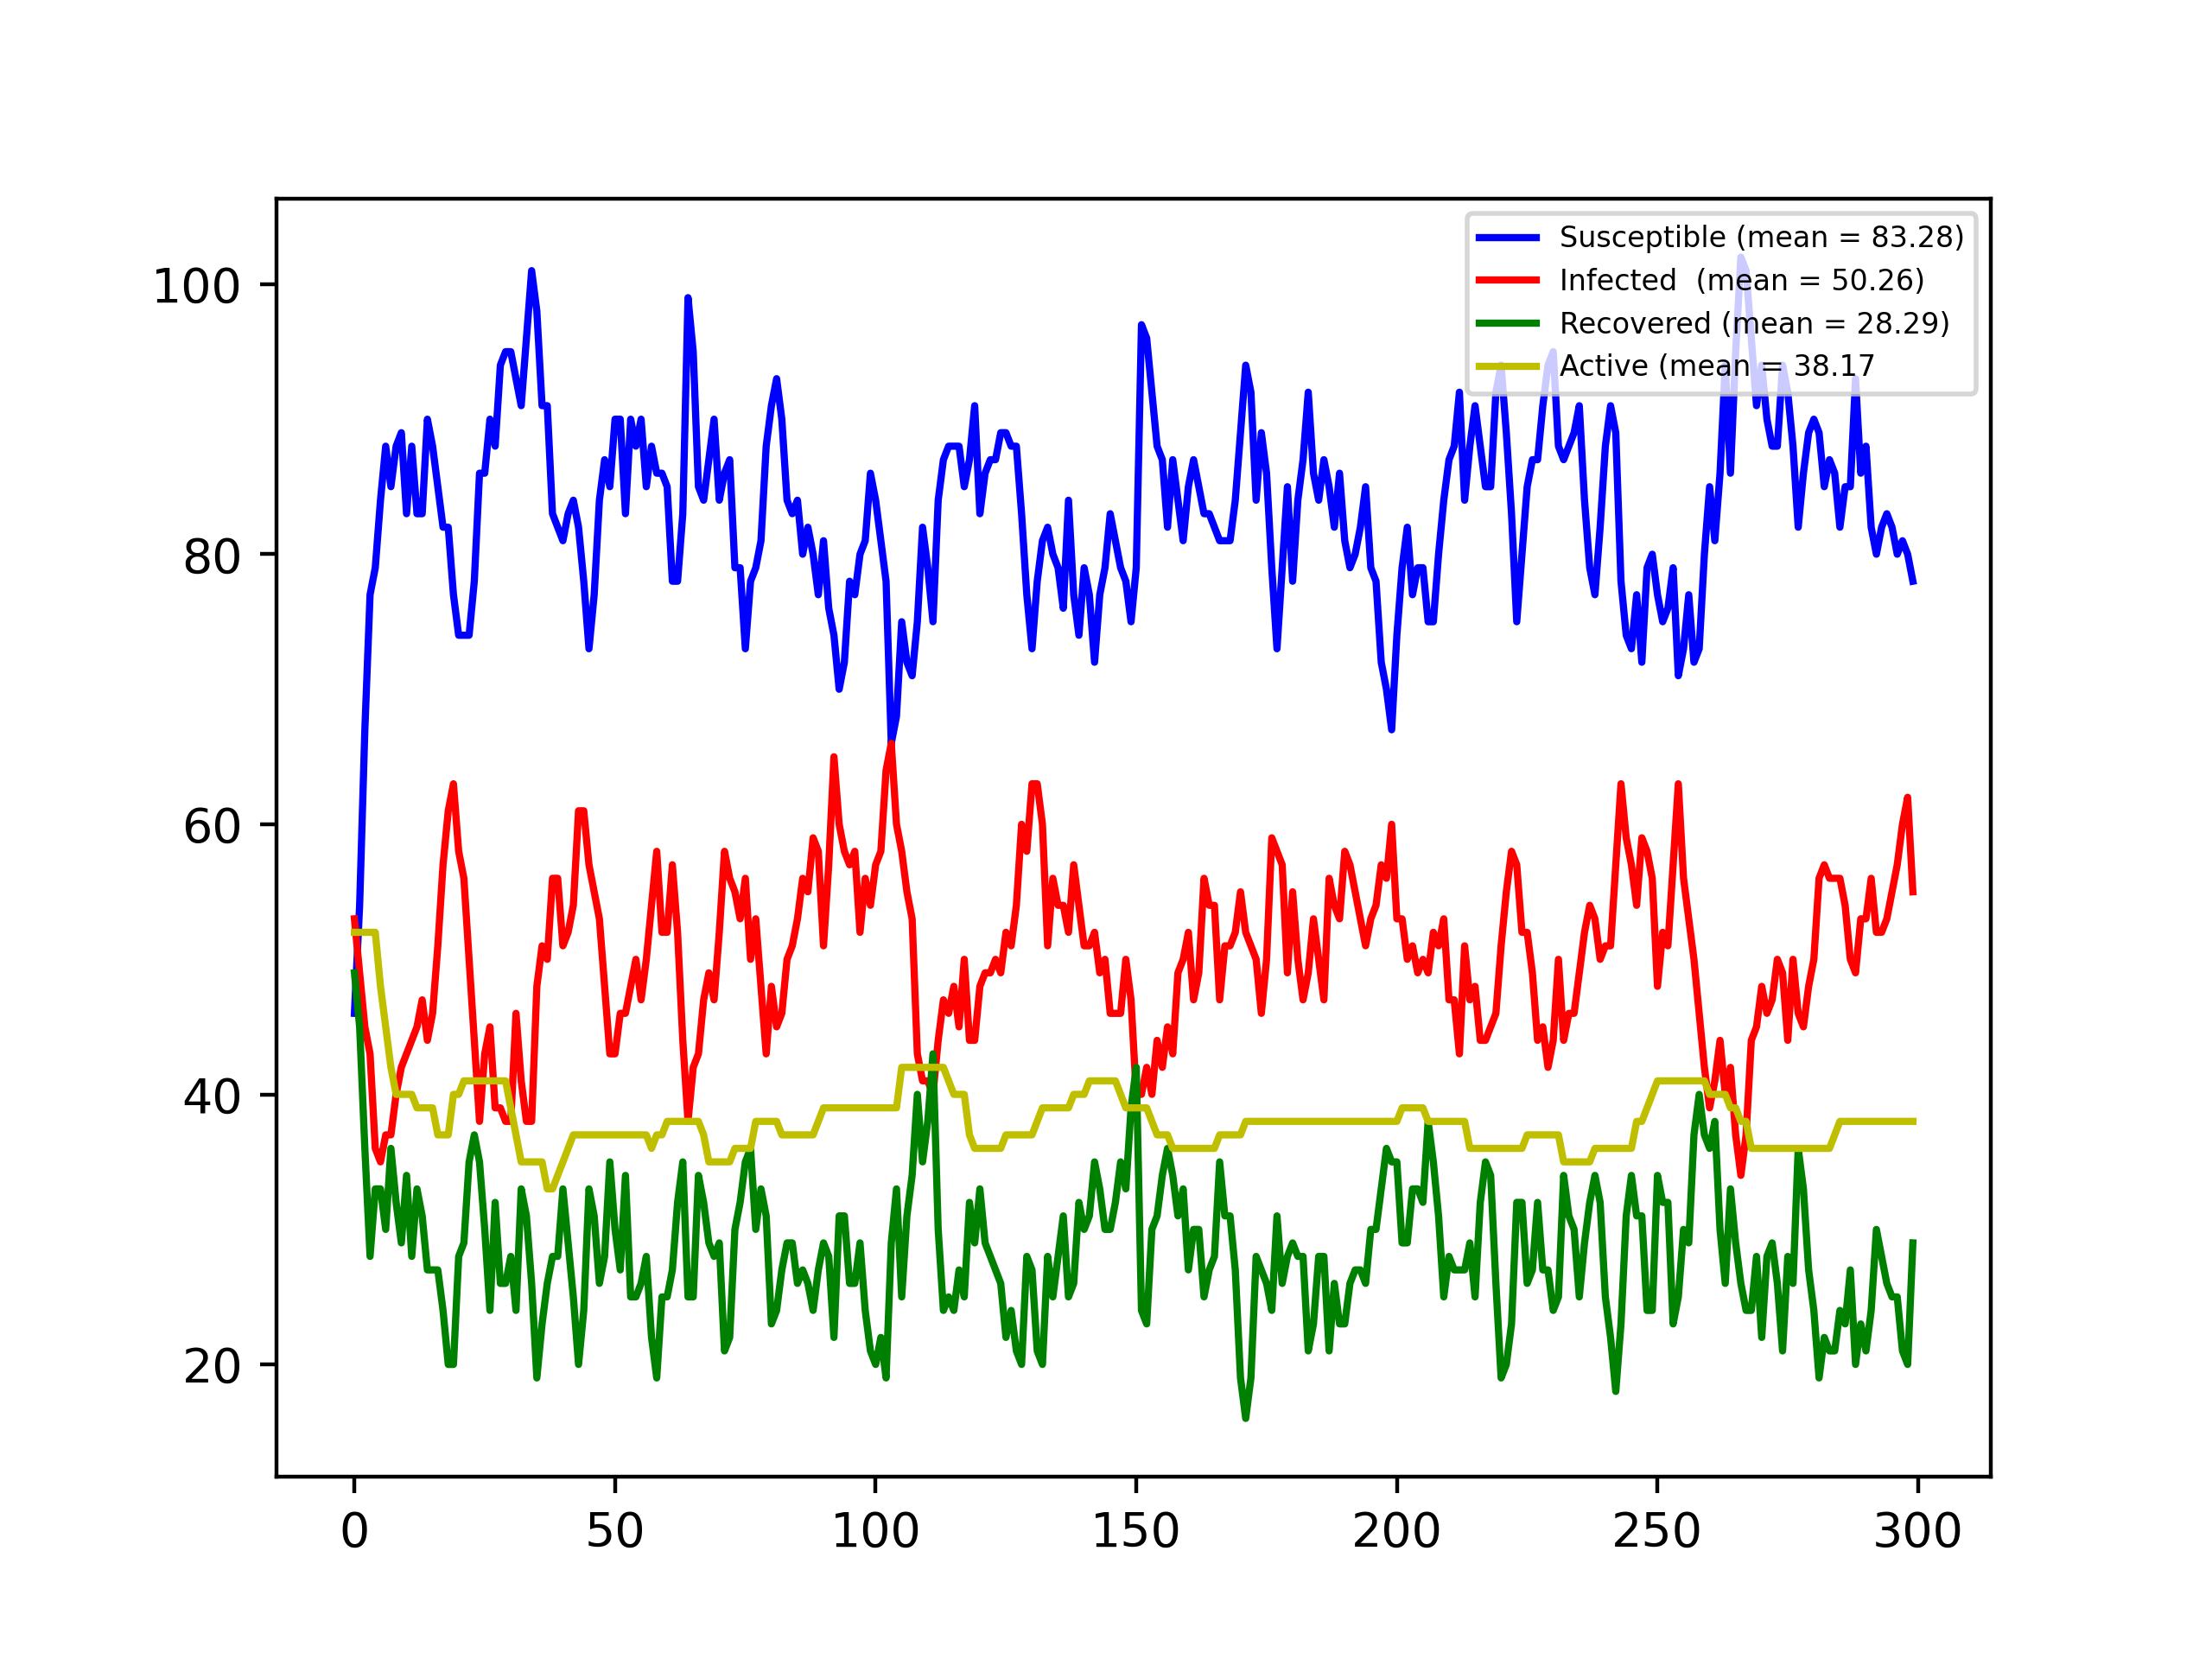 Susceptible (mean = 83.28)
Infected  (mean = 50.26)
Recovered (mean = 28.29)
Active (mean = 38.17
100
80
60
40
20
0 50 100 150 200 250 300